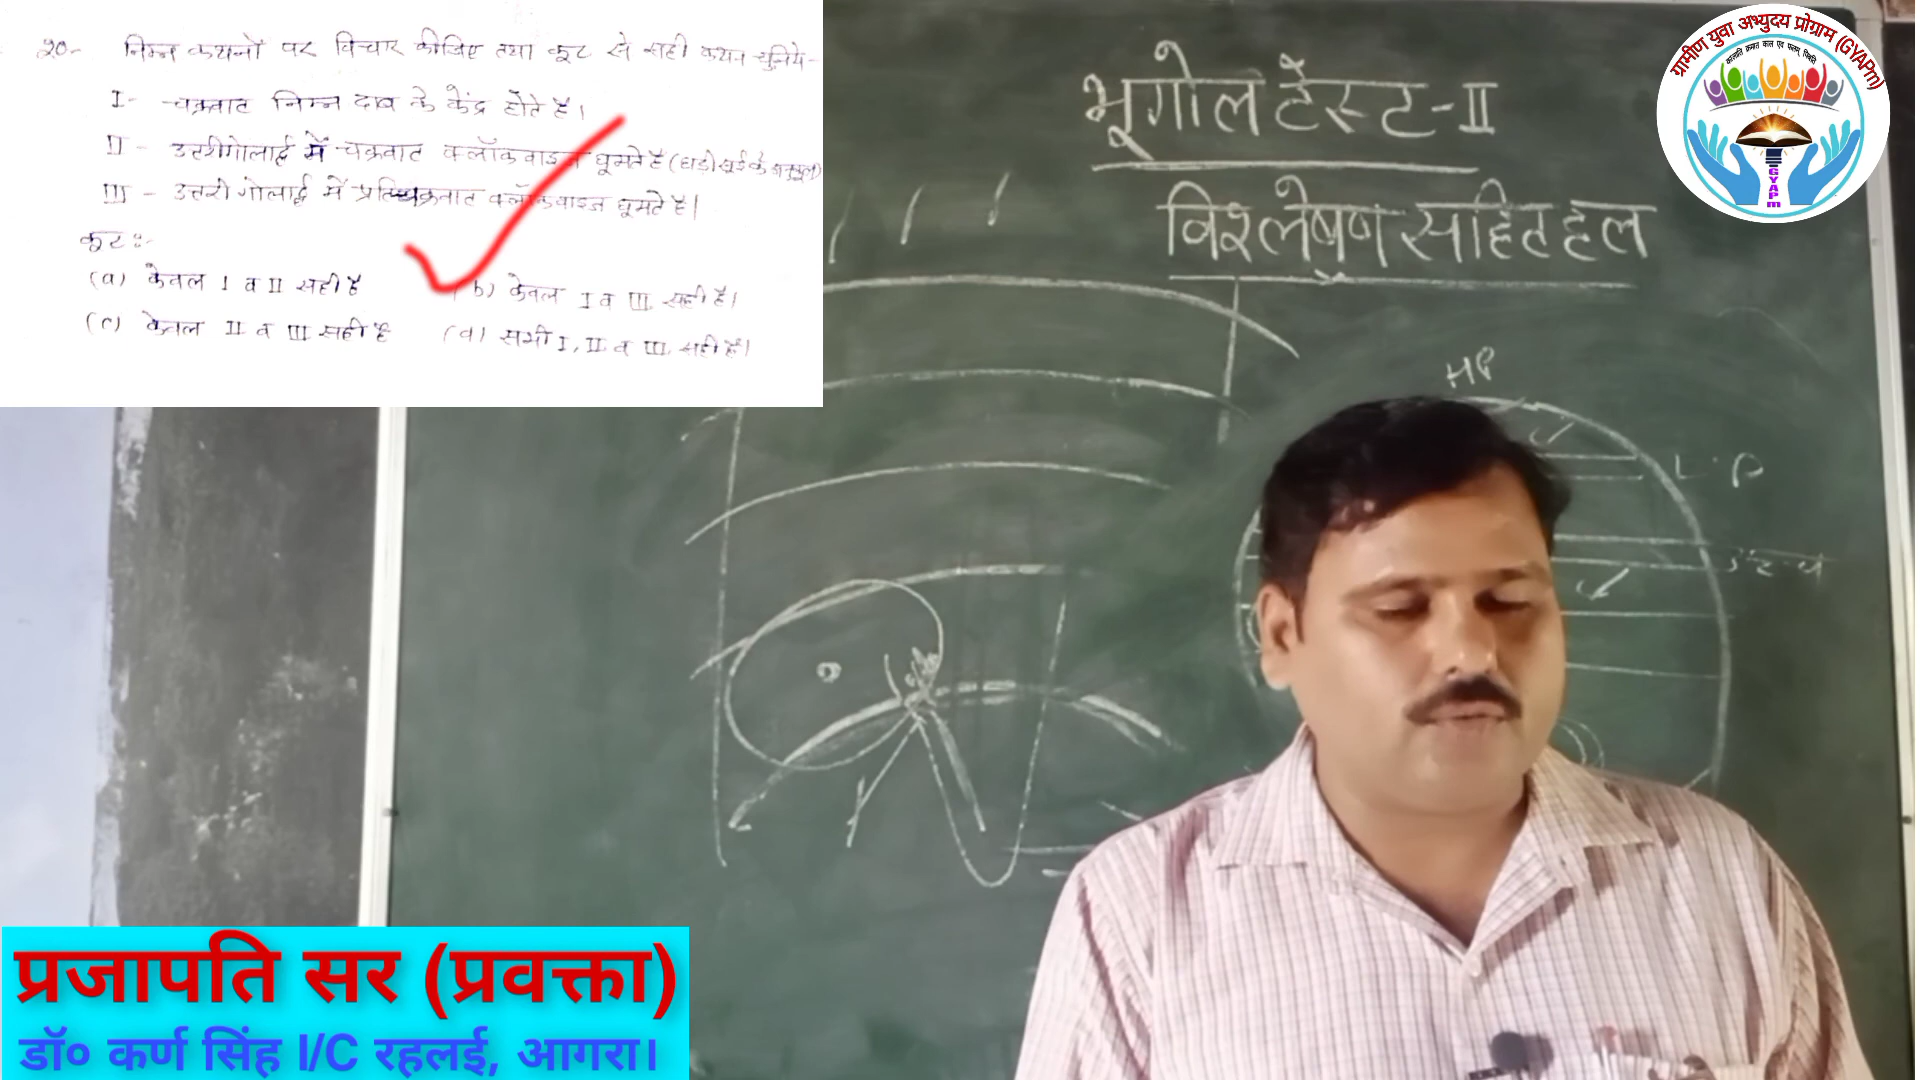 २०- निम्न कथनों पर विचार कीजिए तथा कूट से सही कथन चुनिये-
I- चक्रवात निम्न दाब के केंद्र होते हैं।
II - उत्तरीगोलार्द्ध में चक्रवात क्लॉकवाइज घूमते हैं (घड़ी सुई के अनुकूल)
III - उत्तरी गोलार्द्ध में प्रतिचक्रवात क्लॉकवाइज घूमते हैं।
कूट :-
(a) केवल I व II सही है (b) केवल I व III सही हैं।
(c) केवल II व III सही है (d) सभी I, II व III सही हैं।
भूगोल टेस्ट - II
विश्लेषण सहित हल
HP
L.P
ग्रामीण युवा अभ्युदय प्रोग्राम (GYAPm)
GYAPm
प्रजापति सर (प्रवक्ता)
डॉ० कर्ण सिंह I/C रहलई, आगरा।